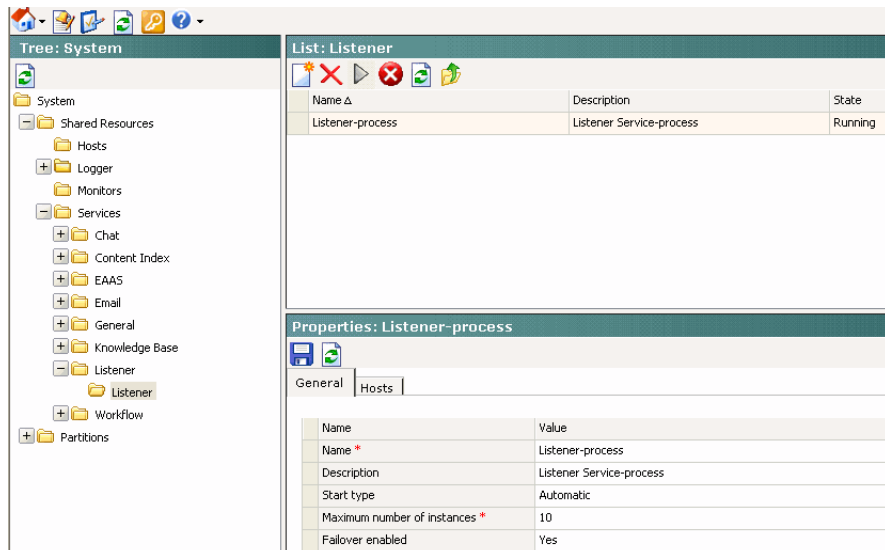 Tree: System
System
Shared Resources
Hosts
Logger
Monitors
Services
Chat
Content Index
EAAS
Email
General
Knowledge Base
Listener
Listener
Workflow
Partitions
List: Listener
Name Description State
Listener-process Listener Service-process Running
Properties: Listener-process
General Hosts
Name Value
Name * Listener-process
Description Listener Service-process
Start type Automatic
Maximum number of instances * 10
Failover enabled Yes